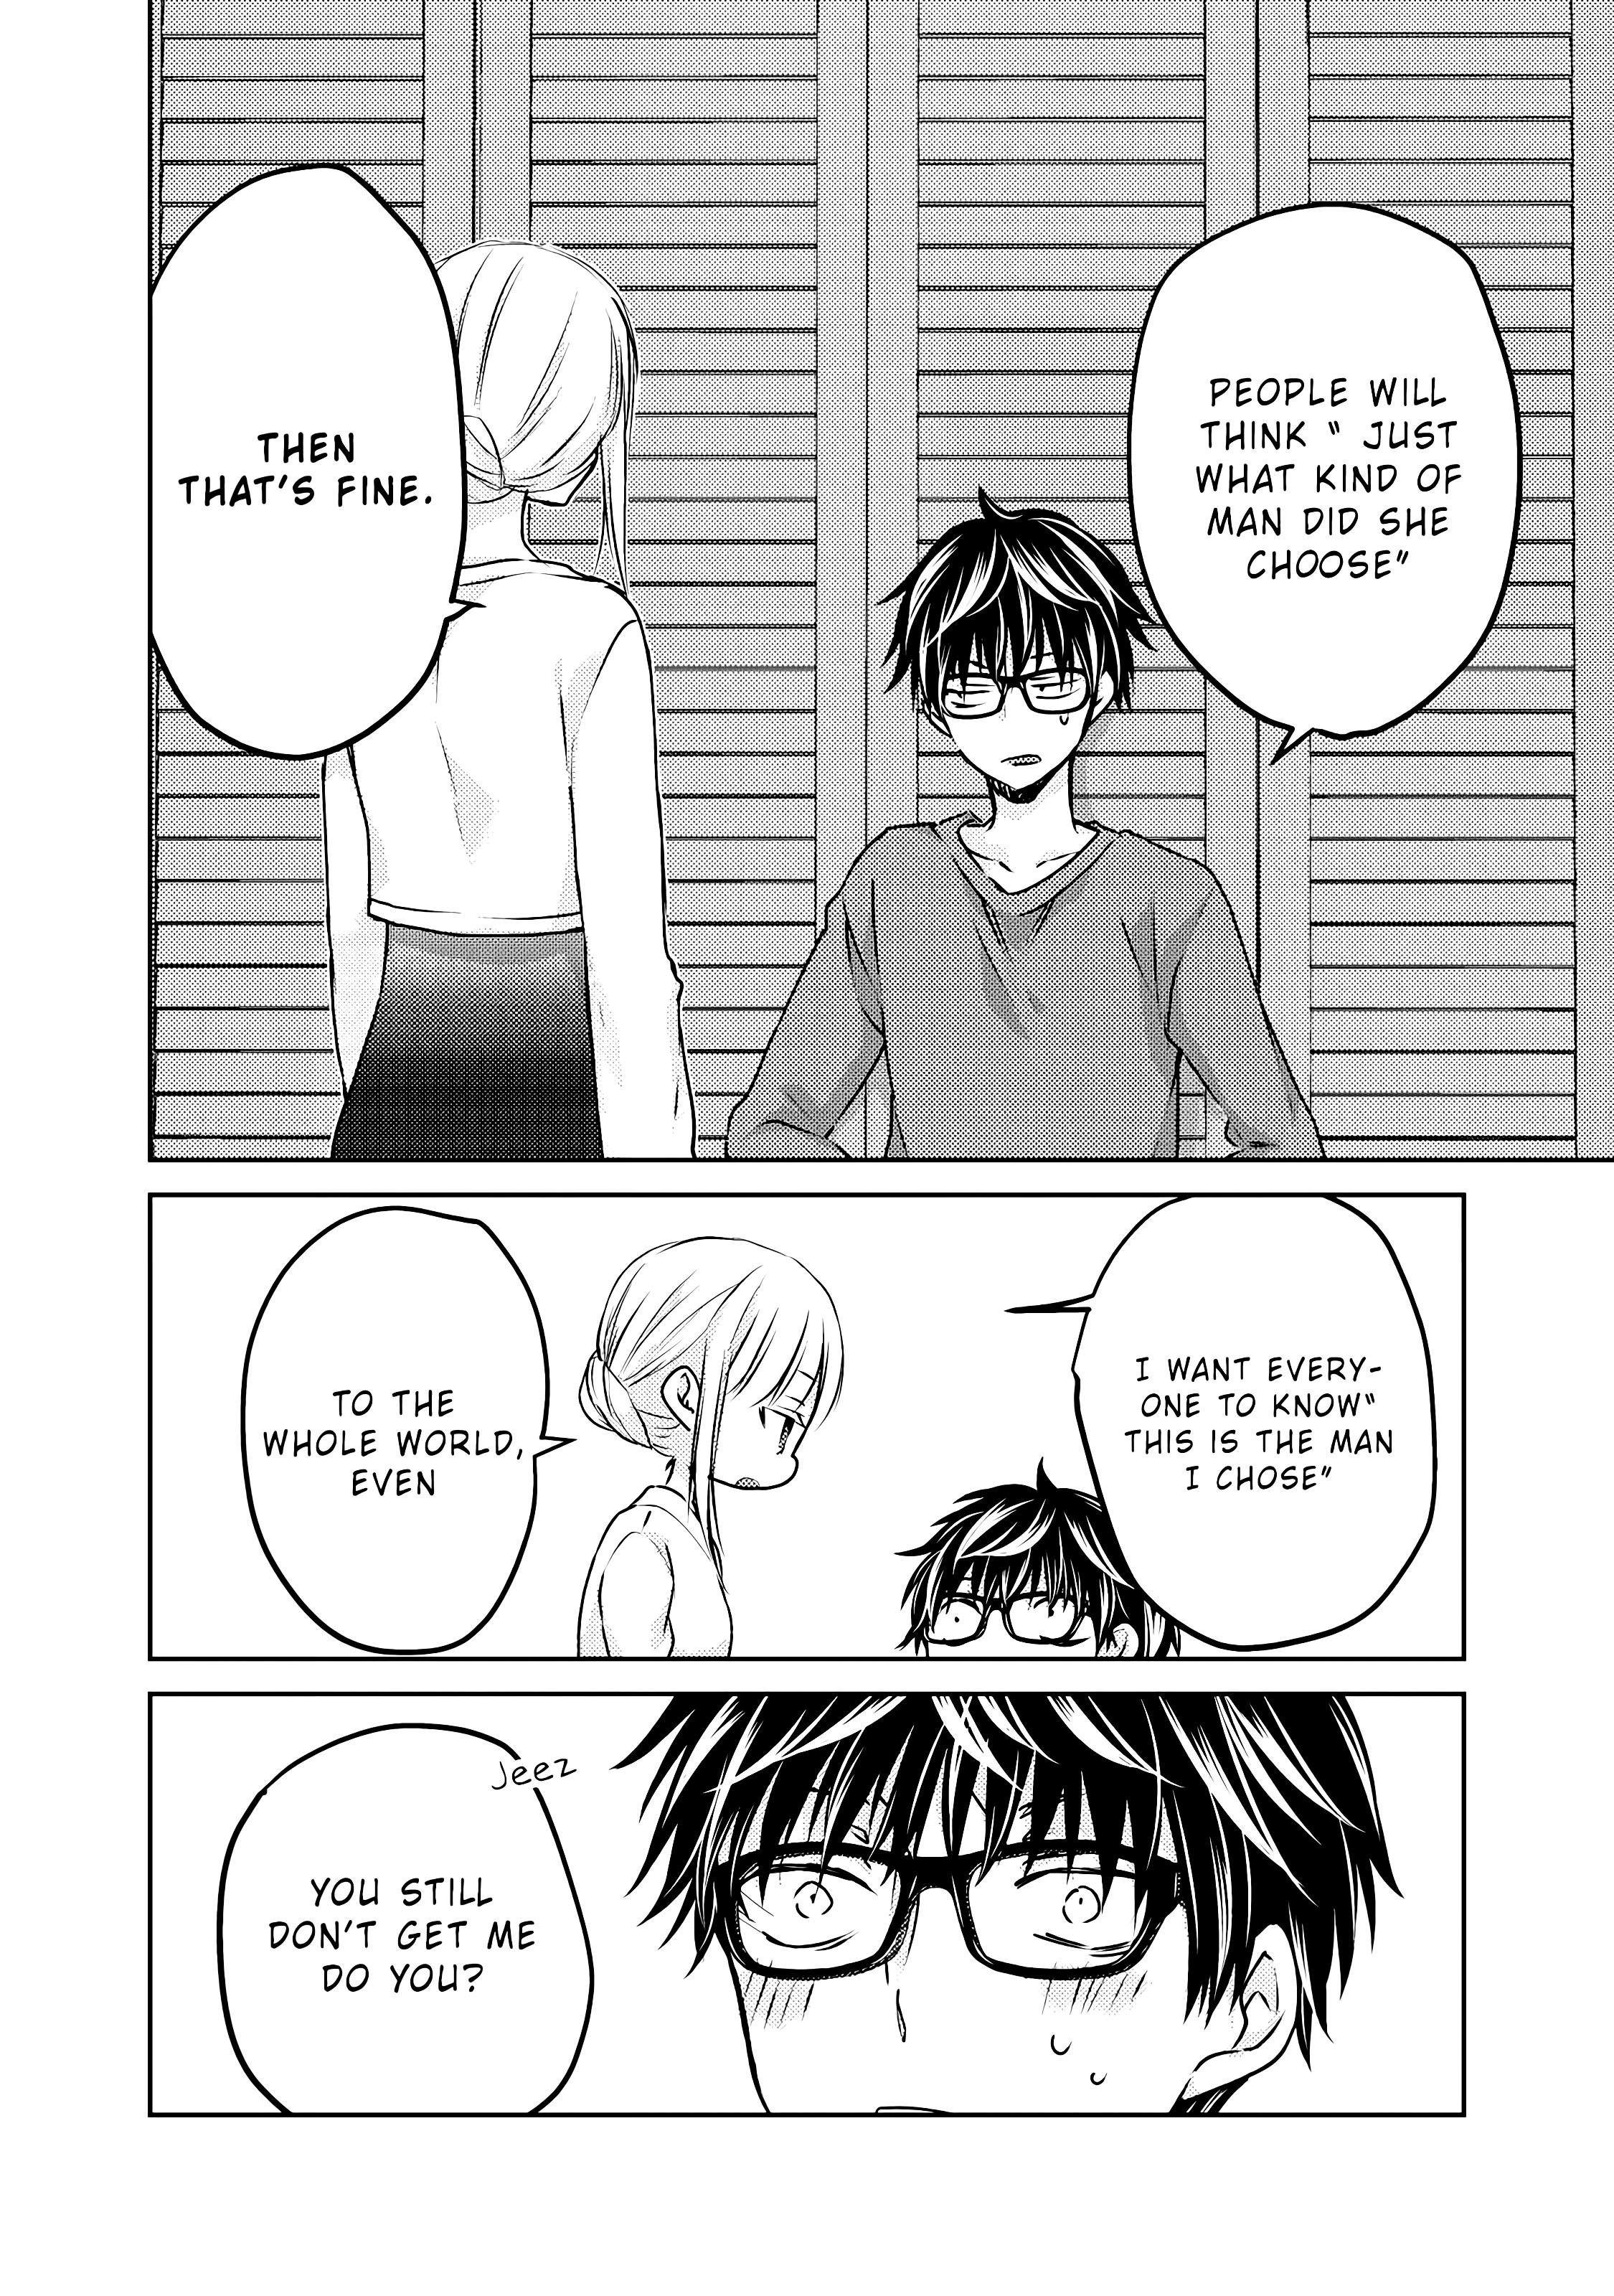 PEOPLE WILL
THINK " JUST
WHAT KIND OF
MAN DID SHE
CHOOSE"
THEN
THAT'S FINE.
I WANT EVERY-
ONE TO KNOW"
THIS IS THE MAN
I CHOSE"
TO THE
WHOLE WORLD,
EVEN
Jeez
YOU STILL
DON'T GET ME
DO YOU?